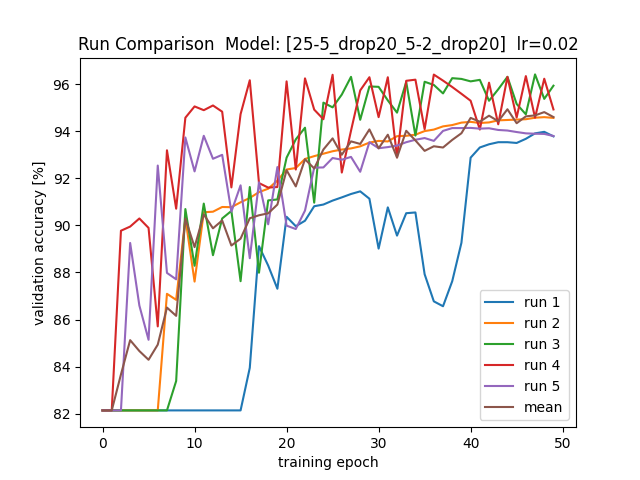 Run Comparison  Model: [25-5_drop20_5-2_drop20]  lr=0.02
validation accuracy [%]
96
94
92
90
88
86
84
82
0 10 20 30 40 50
training epoch
run 1
run 2
run 3
run 4
run 5
mean